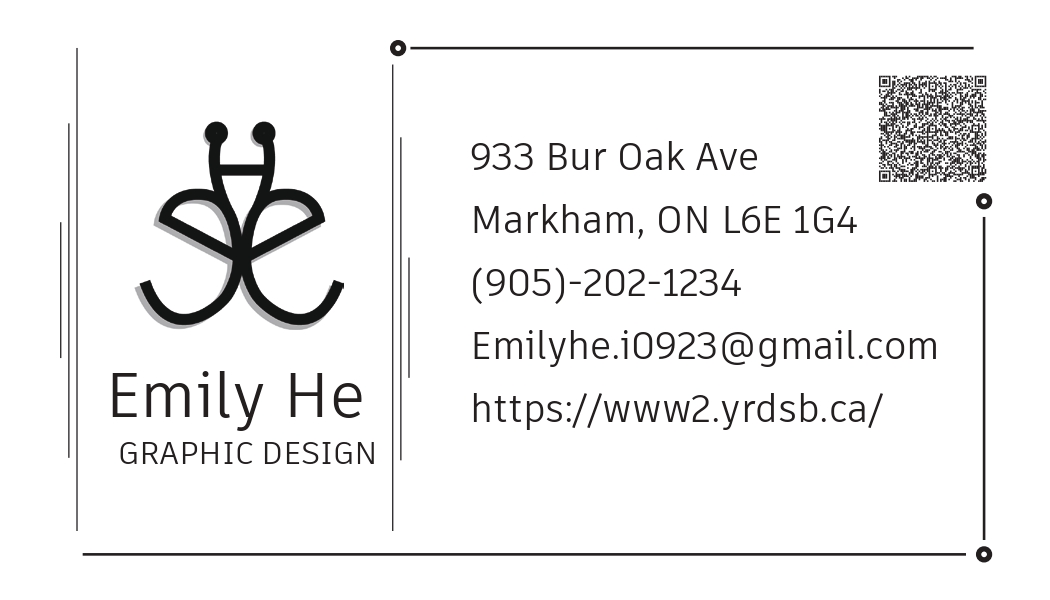 Emily He
GRAPHIC DESIGN
933 Bur Oak Ave
Markham, ON L6E 1G4
(905)-202-1234
Emilyhe.i0923@gmail.com
https://www2.yrdsb.ca/